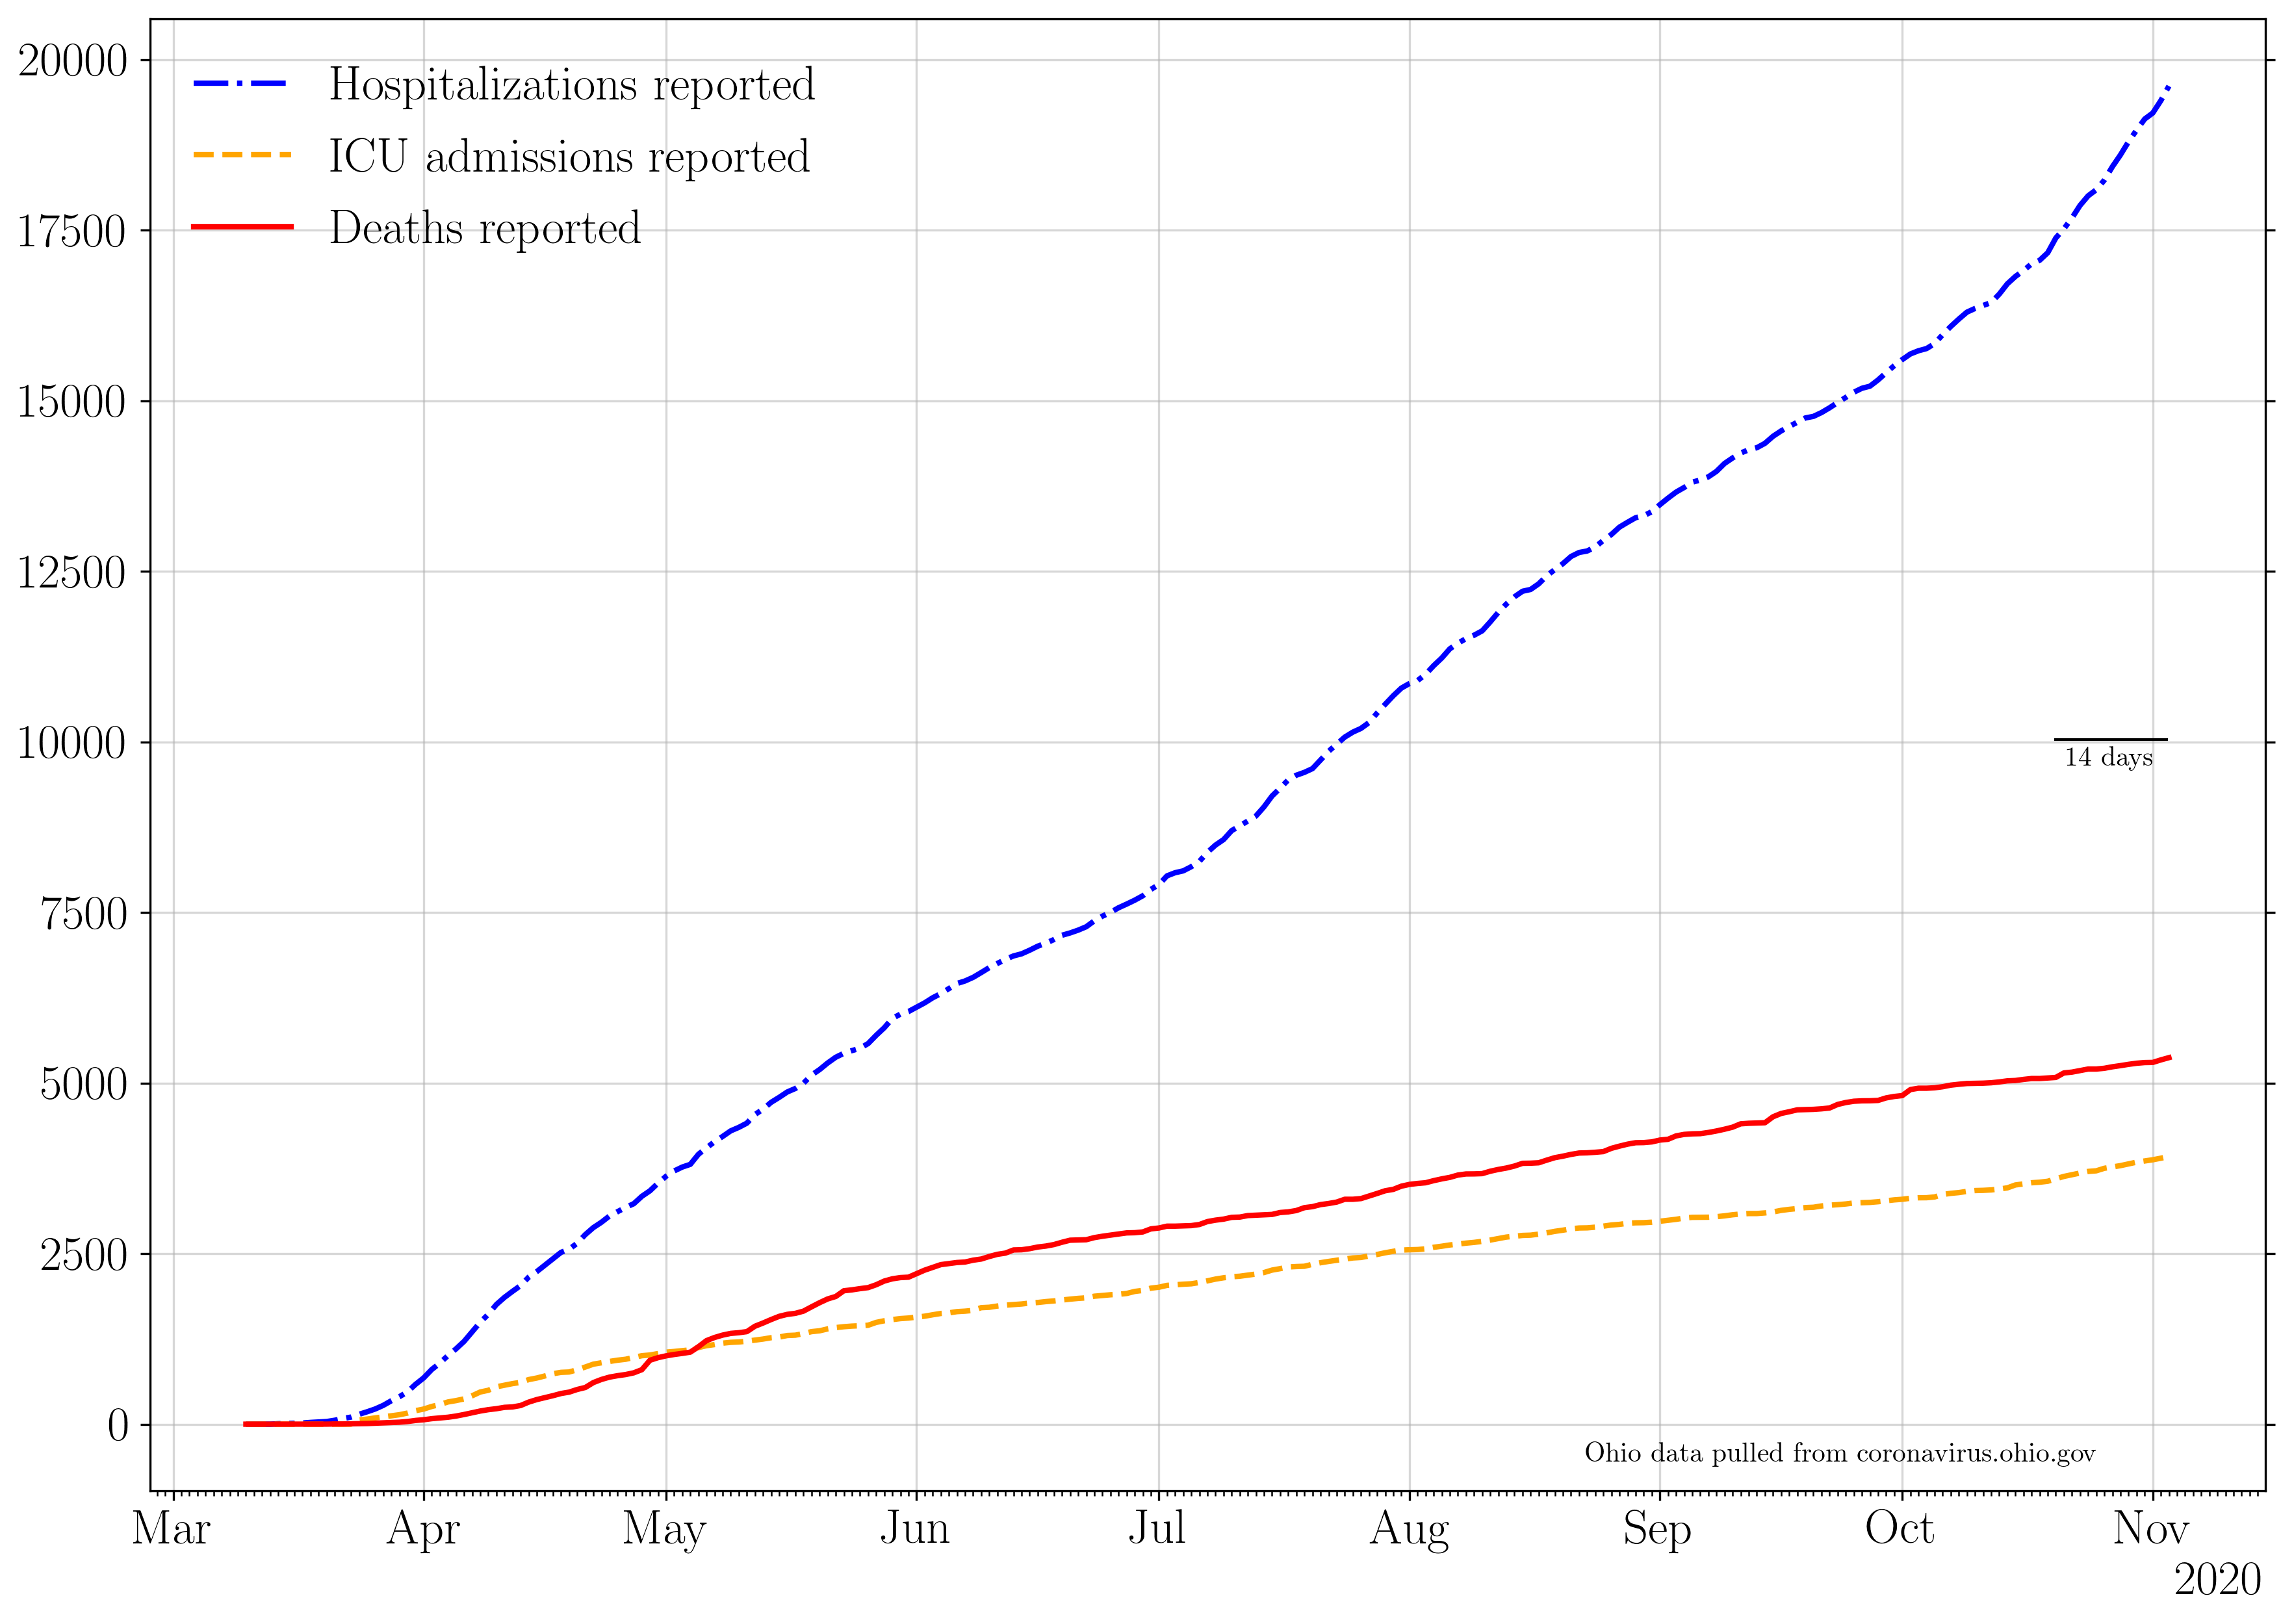 20000
17500
15000
12500
10000
7500
5000
2500
0
Hospitalizations reported
ICU admissions reported
Deaths reported
14 days
Ohio data pulled from coronavirus.ohio.gov
Mar Apr May Jun Jul Aug Sep Oct Nov
2020